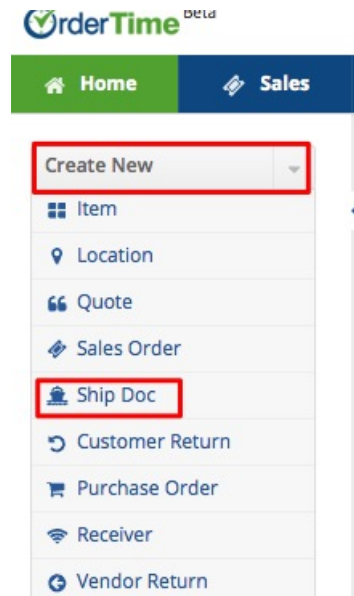 OrderTime Beta
Home Sales
Create New
Item
Location
Quote
Sales Order
Ship Doc
Customer Return
Purchase Order
Receiver
Vendor Return